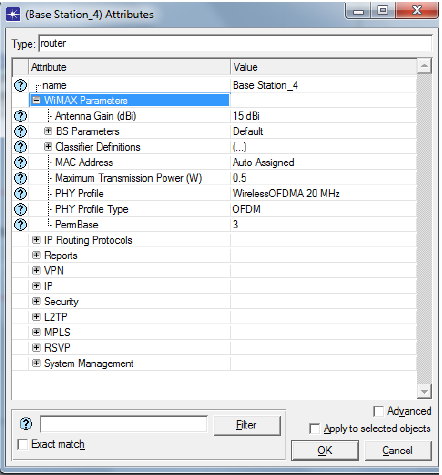 (Base Station_4) Attributes
Type: router
Attribute Value
name Base Station_4
WiMAX Parameters
Antenna Gain (dBi) 15 dBi
BS Parameters Default
Classifier Definitions (...)
MAC Address Auto Assigned
Maximum Transmission Power (W) 0.5
PHY Profile WirelessOFDMA 20 MHz
PHY Profile Type OFDM
PermBase 3
IP Routing Protocols
Reports
VPN
IP
Security
L2TP
MPLS
RSVP
System Management
Advanced
Filter
Apply to selected objects
Exact match
OK Cancel